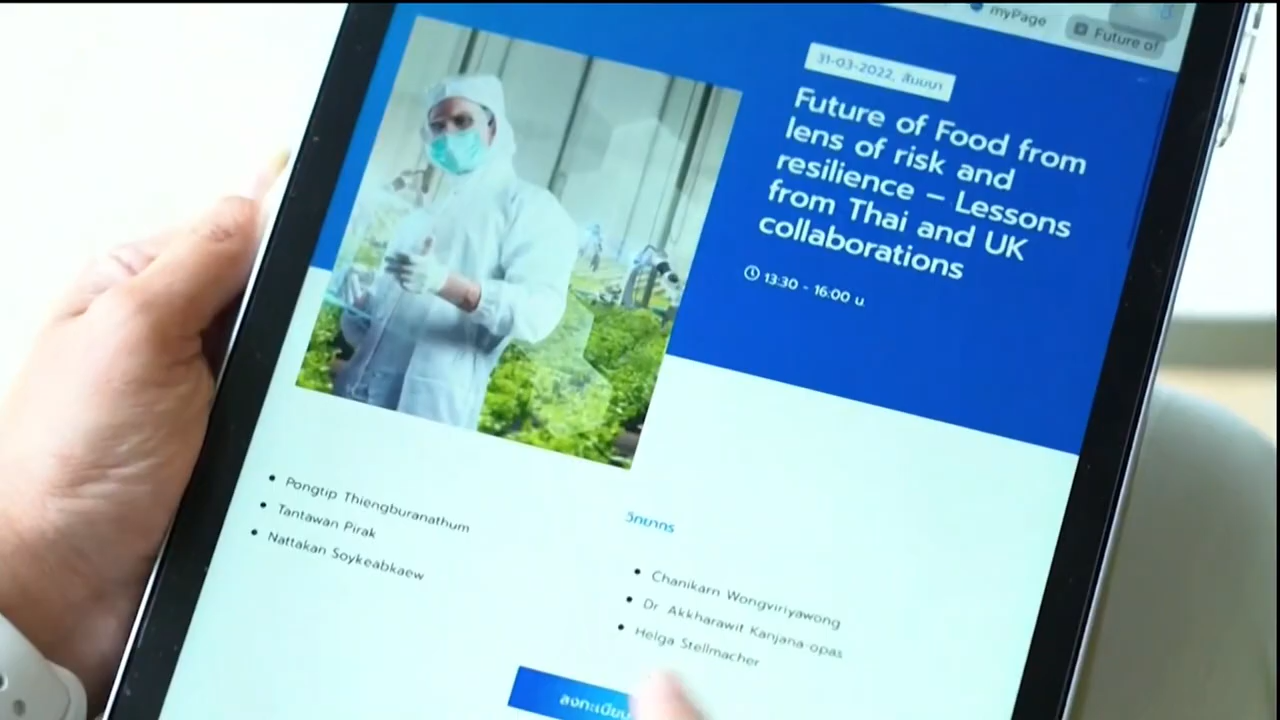 myPage
Future of
31-03-2022, สัมมนา
Future of Food from
lens of risk and
resilience – Lessons
from Thai and UK
collaborations
13:30 - 16:00 น.
Pongtip Thiengburanathum
Tantawan Pirak
Nattakan Soykeabkaew
วิทยากร
Chanikarn Wongviriyawong
Dr. Akkharawit Kanjana-opas
Helga Stellmacher
ลงทะเบียน